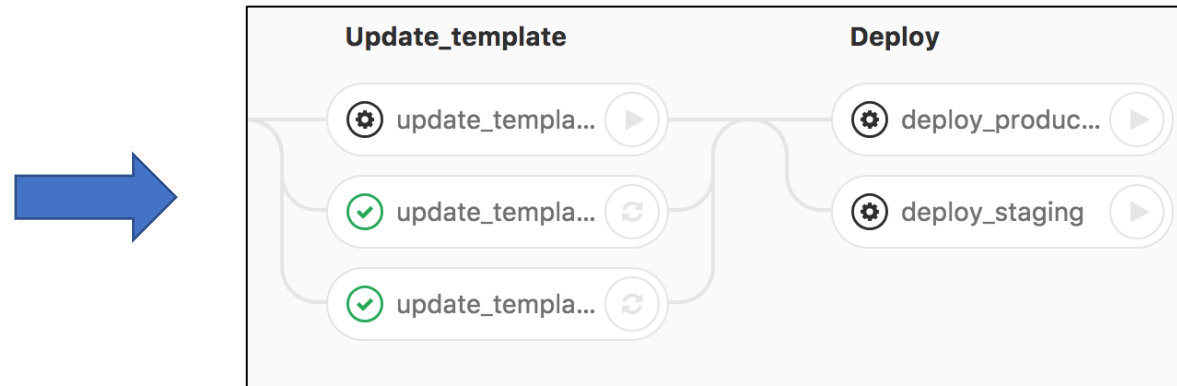 Update_template
Deploy
update_templa...
deploy_produc...
update_templa...
deploy_staging
update_templa...